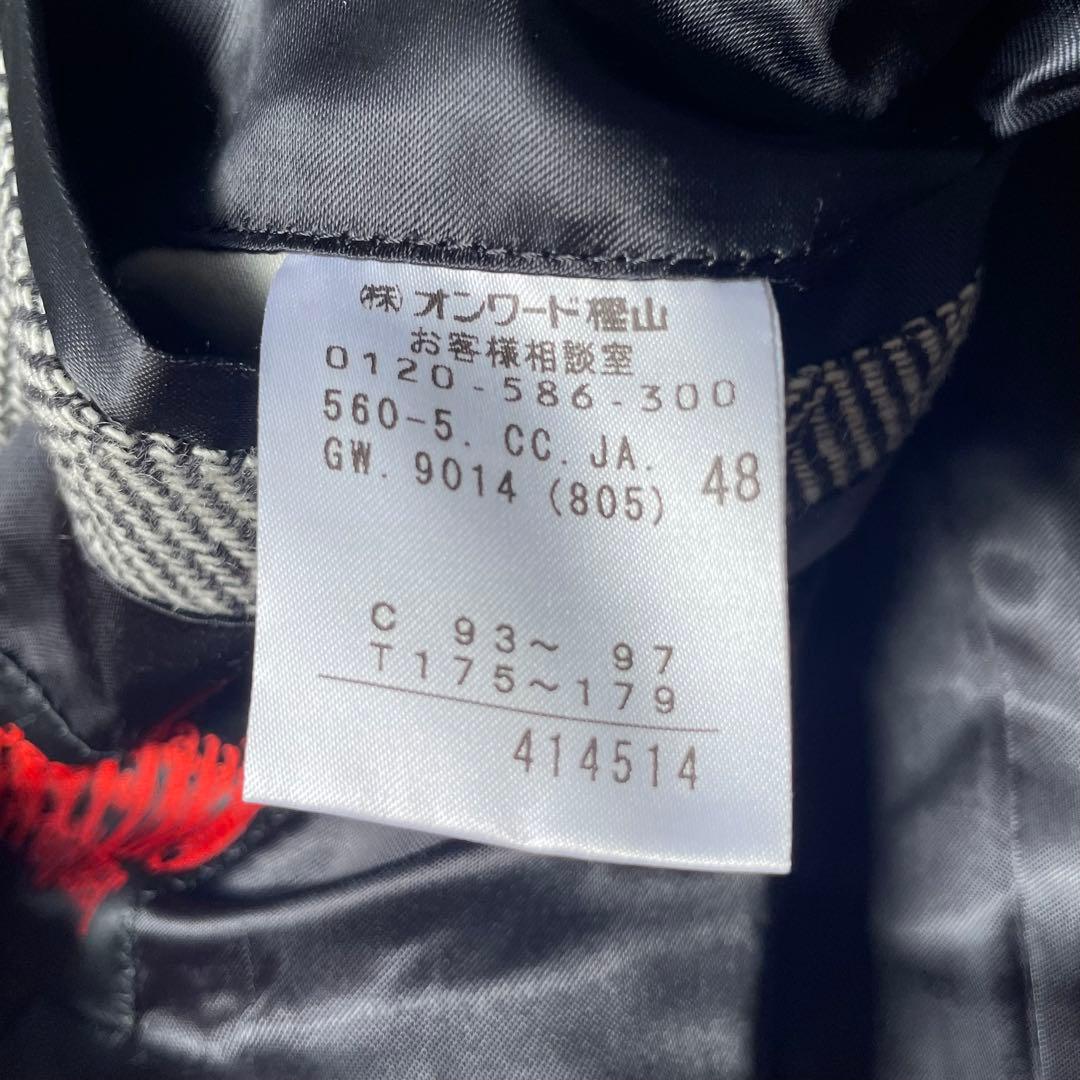 ㈱オンワード樫山
お客様相談室
0120-586-300
560-5. CC. JA.
GW. 9014 (805) 48
C 93～ 97
T175～179
414514